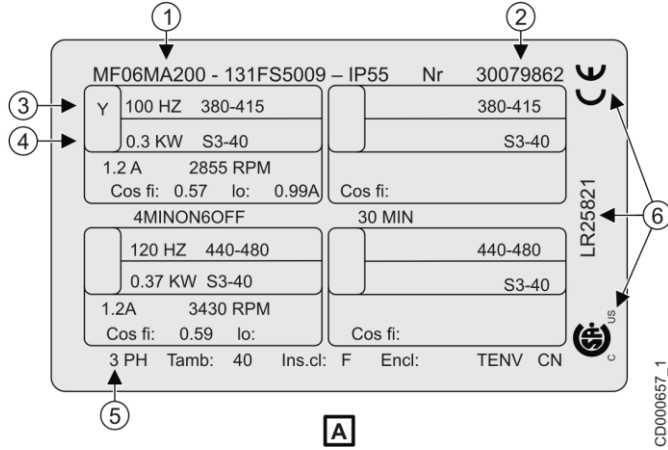 1 2
MF06MA200 - 131FS5009 – IP55 Nr 30079862
CE
3
Y 100 HZ 380-415 380-415
4
0.3 KW S3-40 S3-40
1.2 A 2855 RPM
Cos fi: 0.57 Io: 0.99A Cos fi:
4MINON6OFF 30 MIN
LR25821
6
120 HZ 440-480 440-480
0.37 KW S3-40 S3-40
1.2A 3430 RPM
Cos fi: 0.59 Io: Cos fi:
C SA US
3 PH Tamb: 40 Ins.cl: F Encl: TENV CN
5
A
CD000657_1